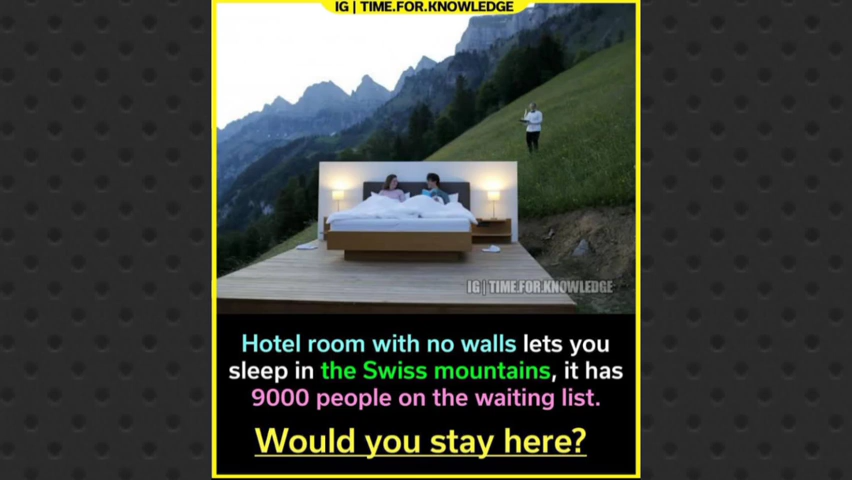 IG | TIME.FOR.KNOWLEDGE
IG | TIME.FOR.KNOWLEDGE
Hotel room with no walls lets you
sleep in the Swiss mountains, it has
9000 people on the waiting list.
Would you stay here?